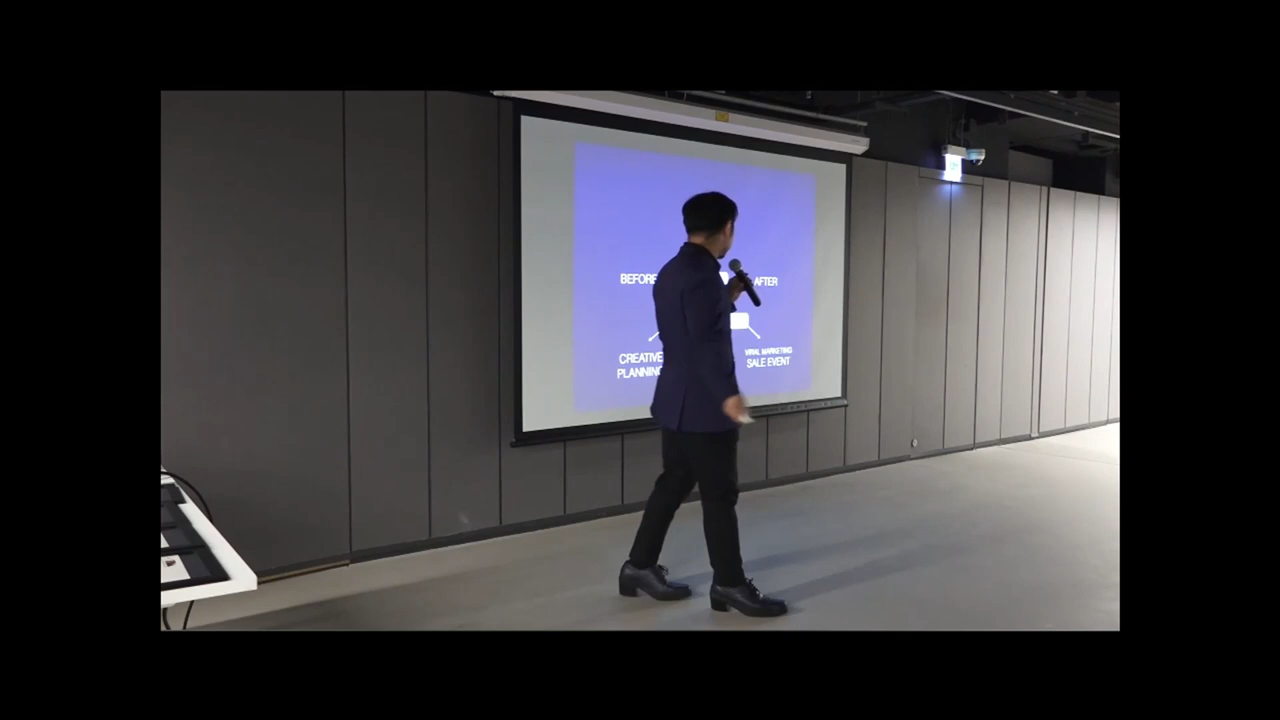 BEFORE
AFTER
CREATIVE
PLANNING
VIRAL MARKETING
SALE EVENT